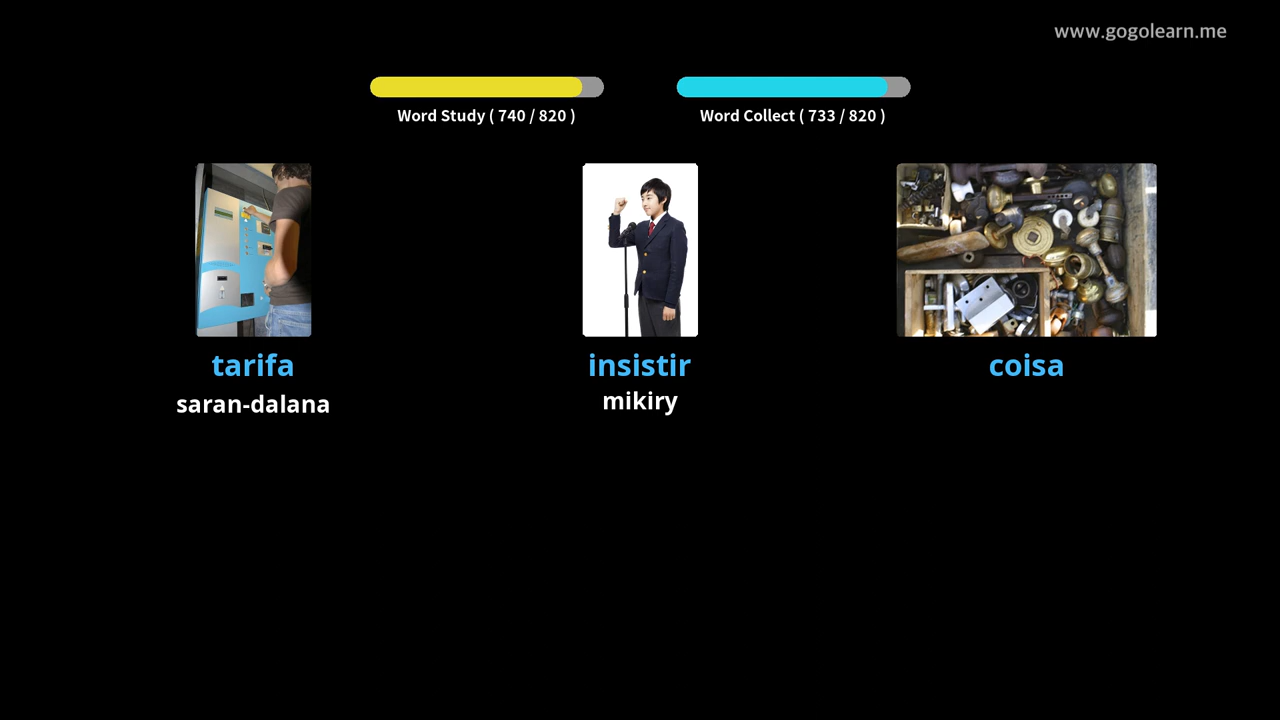 www.gogolearn.me
Word Study ( 740 / 820 )
Word Collect ( 733 / 820 )
tarifa
saran-dalana
insistir
mikiry
coisa